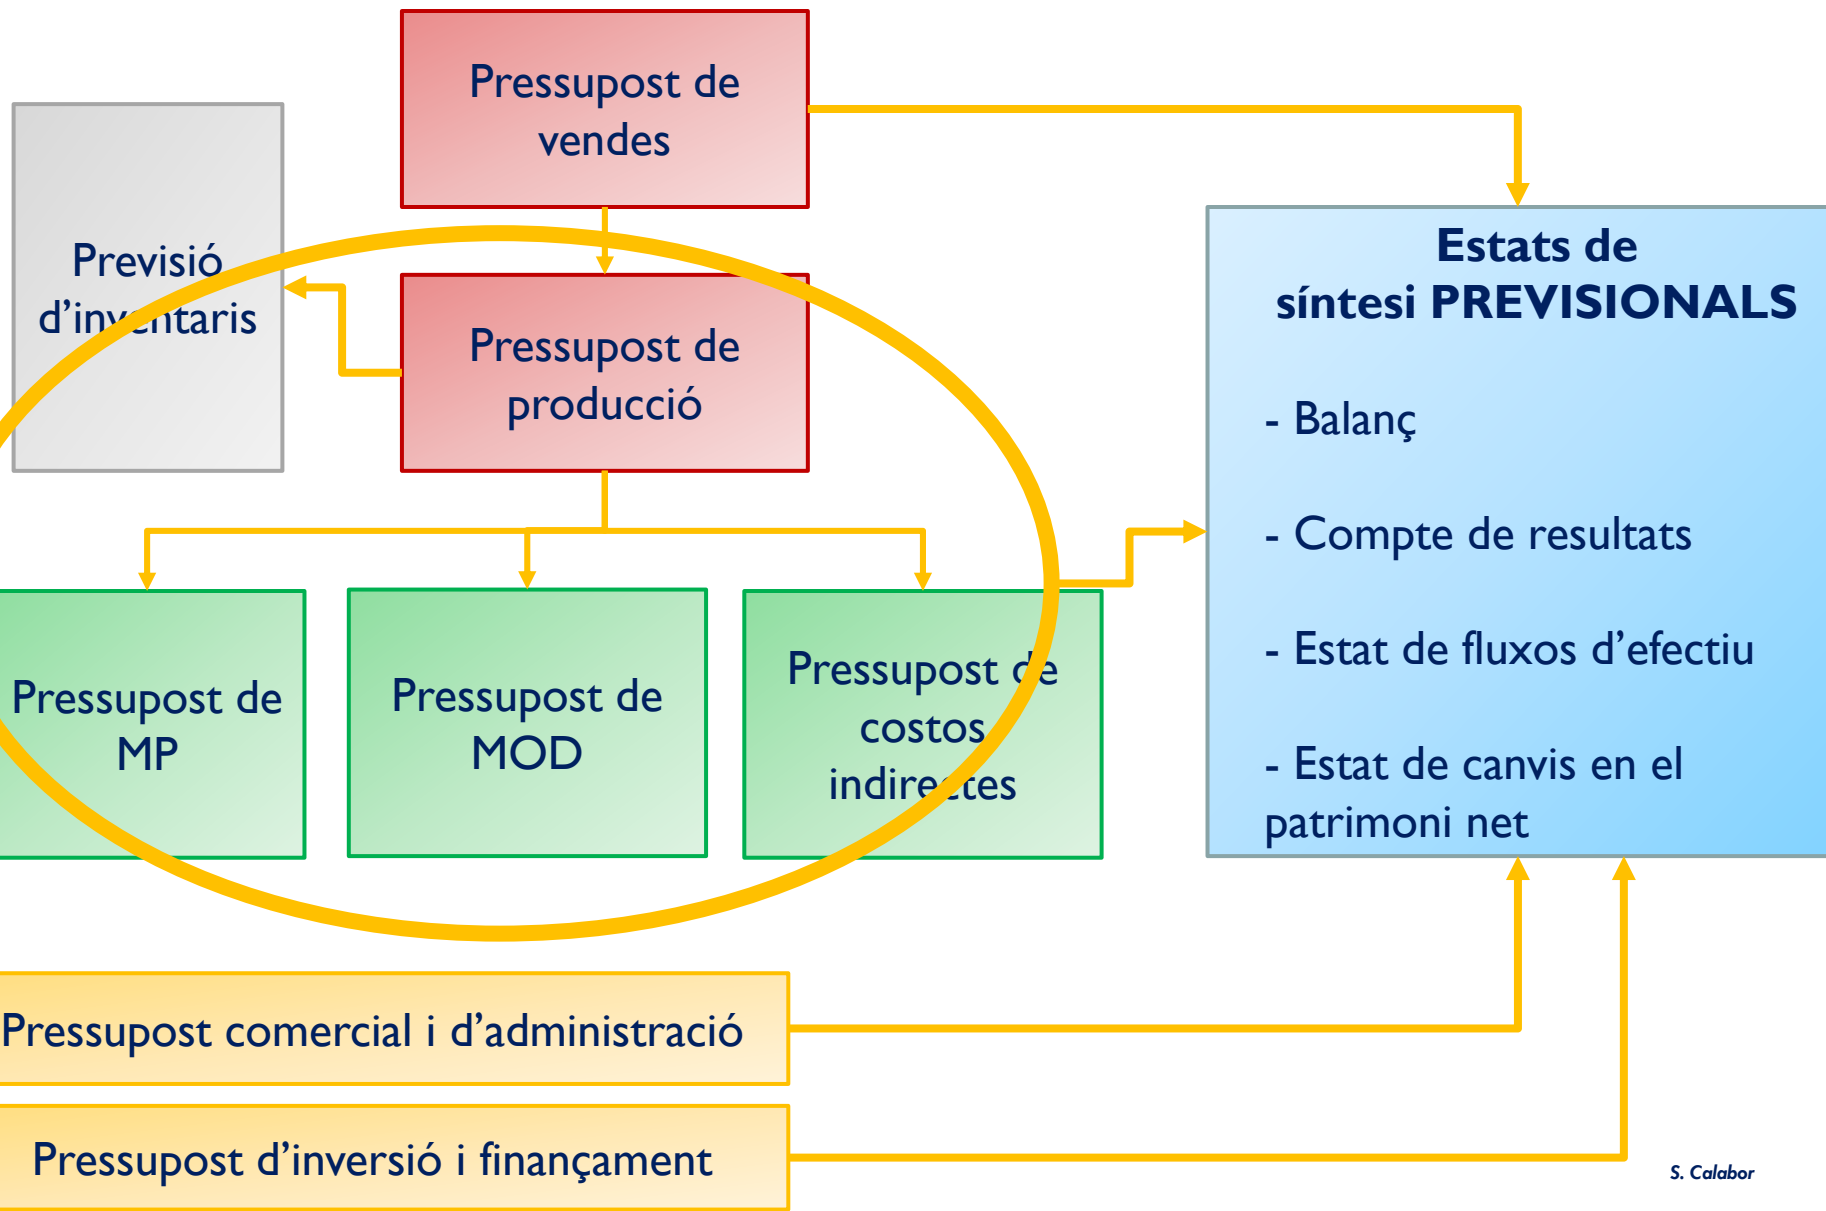 Pressupost de
vendes
Previsió
d’inventaris
Pressupost de
producció
Pressupost de
MP
Pressupost de
MOD
Pressupost de
costos
indirectes
Estats de
síntesi PREVISIONALS
- Balanç
- Compte de resultats
- Estat de fluxos d’efectiu
- Estat de canvis en el
patrimoni net
Pressupost comercial i d’administració
Pressupost d’inversió i finançament
S. Calabor